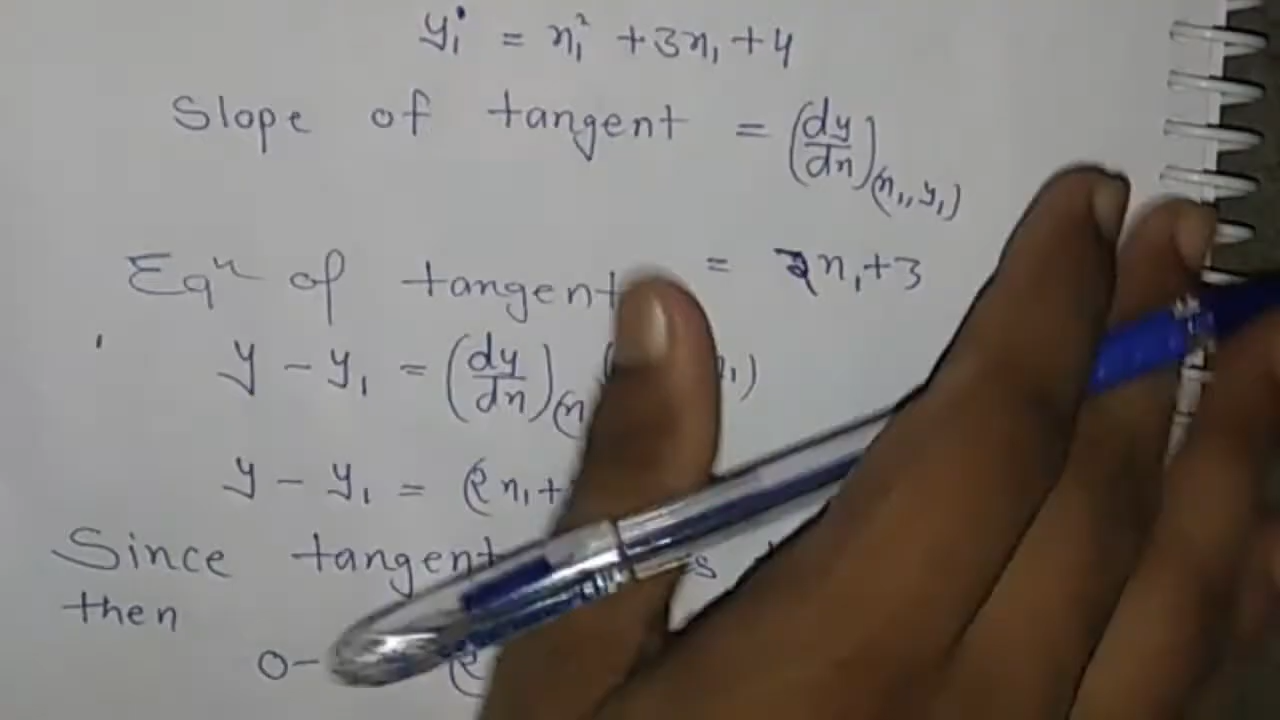 y₁ = x₁² + 3x₁ + 4
Slope of tangent = (dy/dx)(x₁, y₁)
= 2x₁ + 3
Eqⁿ of tangent
y - y₁ = (dy/dx)(x
y - y₁ = (2x₁ +
Since tangent
then
0 - (2